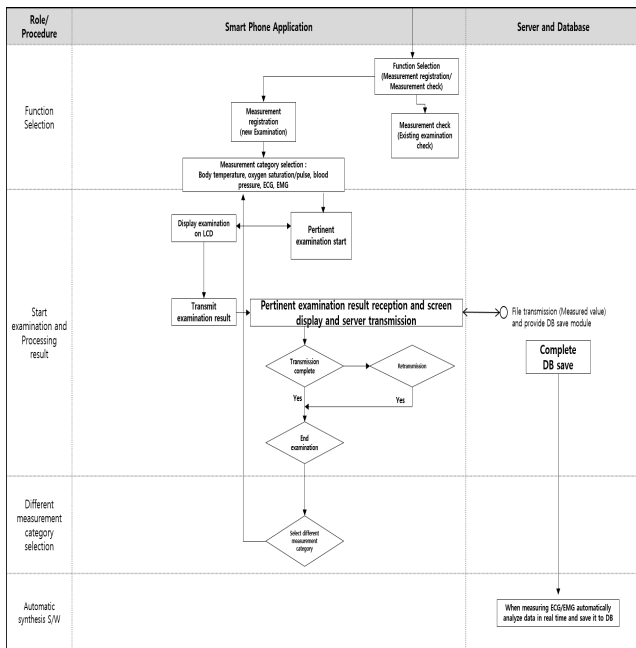 Role/
Procedure
Smart Phone Application
Server and Database
Function
Selection
Function Selection
(Measurement registration/
Measurement check)
Measurement
registration
(new Examination)
Measurement check
(Existing examination
check)
Measurement category selection :
Body temperature, oxygen saturation/pulse, blood
pressure, ECG, EMG
Start
examination and
Processing
result
Display examination
on LCD
Pertinent
examination start
Transmit
examination result
Pertinent examination result reception and screen
display and server transmission
File transmission (Measured value)
and provide DB save module
Complete
DB save
Transmission
complete
Retransmission
Yes
Yes
End
examination
Different
measurement
category
selection
Select different
measurement
category
Automatic
synthesis S/W
When measuring ECG/EMG automatically
analyze data in real time and save it to DB